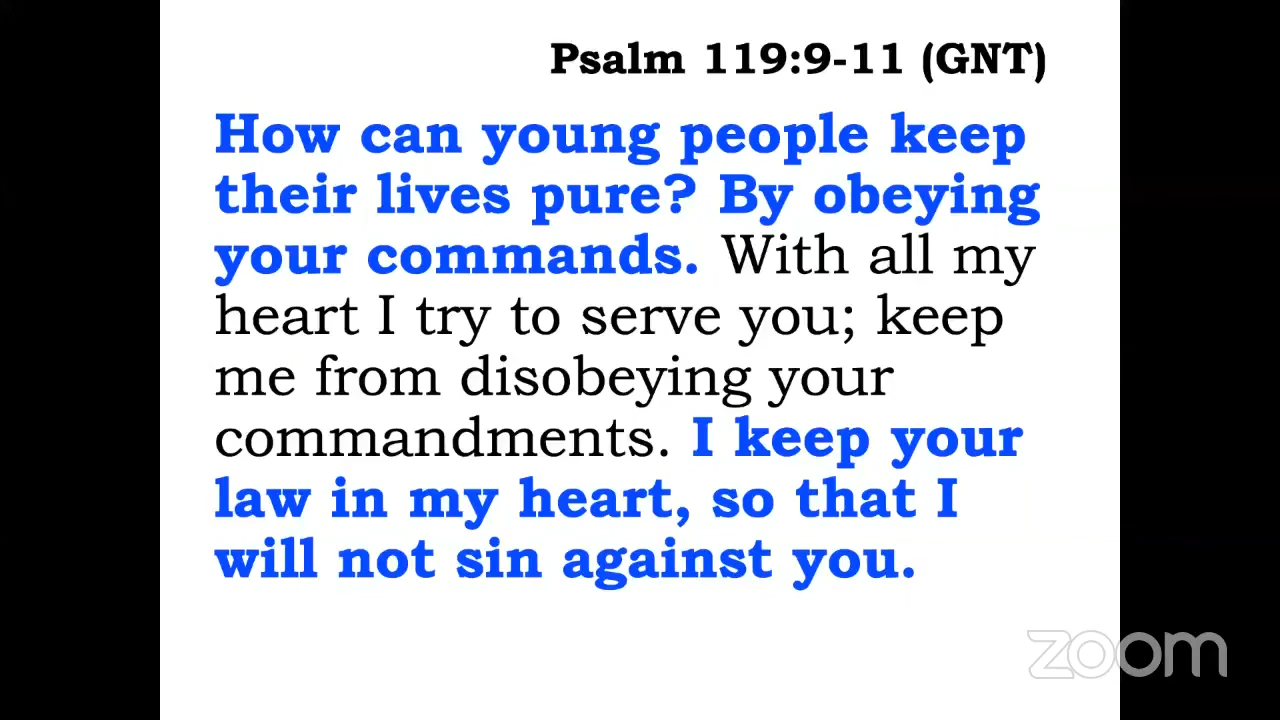 Psalm 119:9-11 (GNT)
How can young people keep
their lives pure? By obeying
your commands. With all my
heart I try to serve you; keep
me from disobeying your
commandments. I keep your
law in my heart, so that I
will not sin against you.
zoom